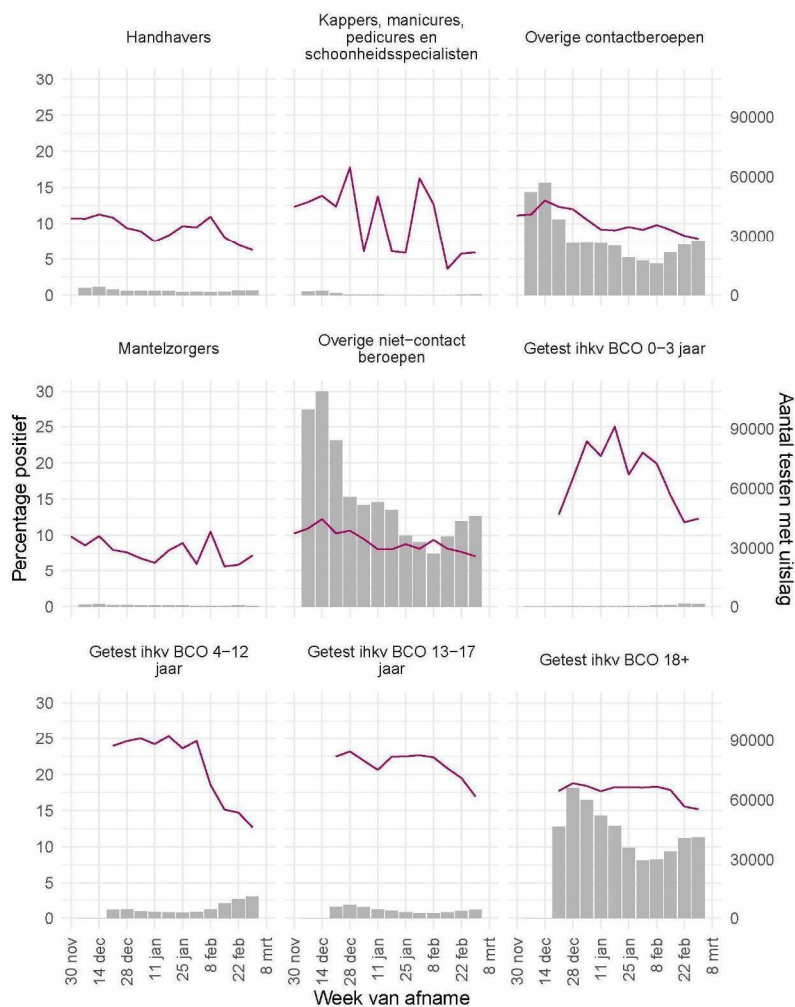 Handhavers
Kappers, manicures,
pedicures en
schoonheidsspecialisten
Overige contactberoepen
30
25
20
15
10
5
0
90000
60000
30000
0
Mantelzorgers
Overige niet−contact
beroepen
Getest ihkv BCO 0−3 jaar
30
25
20
15
10
5
0
90000
60000
30000
0
Percentage positief
Aantal testen met uitslag
Getest ihkv BCO 4−12
jaar
Getest ihkv BCO 13−17
jaar
Getest ihkv BCO 18+
30
25
20
15
10
5
0
90000
60000
30000
0
30 nov
14 dec
28 dec
11 jan
25 jan
8 feb
22 feb
8 mrt
30 nov
14 dec
28 dec
11 jan
25 jan
8 feb
22 feb
8 mrt
30 nov
14 dec
28 dec
11 jan
25 jan
8 feb
22 feb
8 mrt
Week van afname